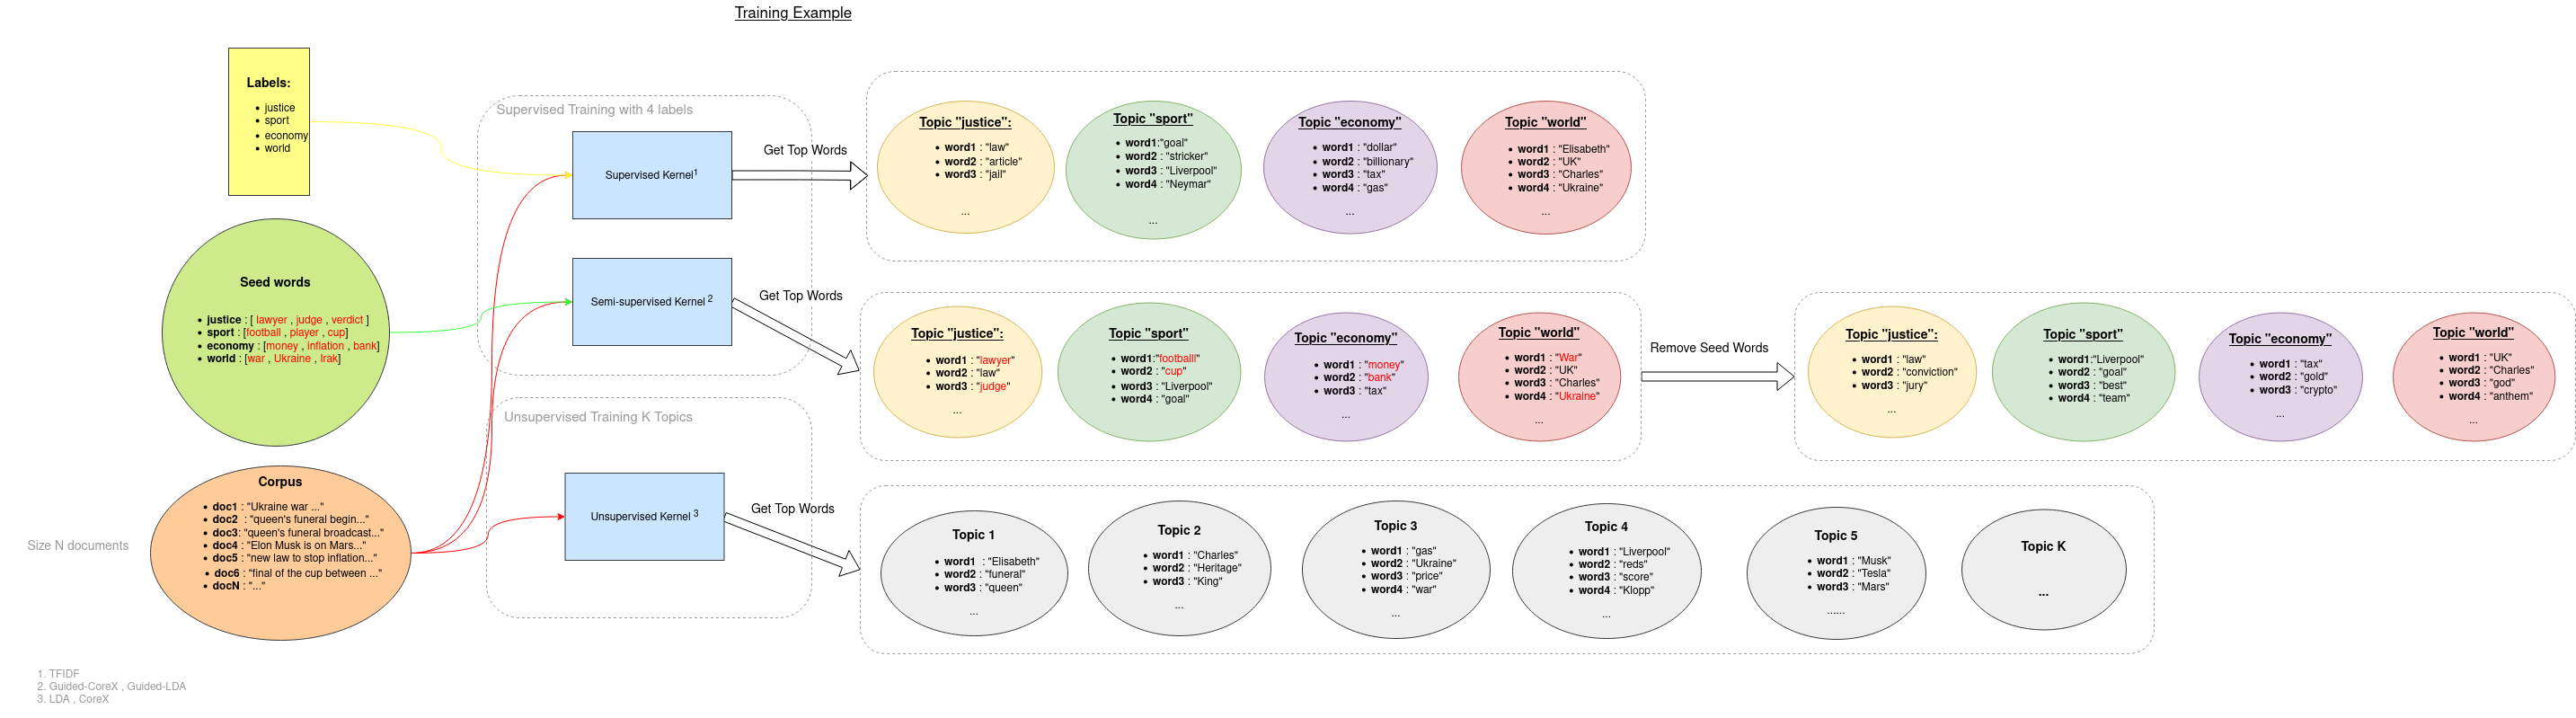 Training Example
Labels:
justice
sport
economy
world
Seed words
justice : [ lawyer , judge , verdict ]
sport : [football , player , cup]
economy : [money , inflation , bank]
world : [war , Ukraine , Irak]
Corpus
doc1 : "Ukraine war ..."
doc2 : "queen's funeral begin..."
doc3: "queen's funeral broadcast..."
doc4 : "Elon Musk is on Mars..."
doc5 : "new law to stop inflation..."
doc6 : "final of the cup between ..."
docN : "..."
Size N documents
Supervised Training with 4 labels
Supervised Kernel1
Semi-supervised Kernel 2
Unsupervised Training K Topics
Unsupervised Kernel 3
Get Top Words
Topic "justice":
word1 : "law"
word2 : "article"
word3 : "jail"
...
Topic "sport"
word1:"goal"
word2 : "stricker"
word3 : "Liverpool"
word4 : "Neymar"
...
Topic "economy"
word1 : "dollar"
word2 : "billionary"
word3 : "tax"
word4 : "gas"
...
Topic "world"
word1 : "Elisabeth"
word2 : "UK"
word3 : "Charles"
word4 : "Ukraine"
...
Get Top Words
Topic "justice":
word1 : "lawyer"
word2 : "law"
word3 : "judge"
...
Topic "sport"
word1:"footballl"
word2 : "cup"
word3 : "Liverpool"
word4 : "goal"
...
Topic "economy"
word1 : "money"
word2 : "bank"
word3 : "tax"
...
Topic "world"
word1 : "War"
word2 : "UK"
word3 : "Charles"
word4 : "Ukraine"
...
Remove Seed Words
Topic "justice":
word1 : "law"
word2 : "conviction"
word3 : "jury"
...
Topic "sport"
word1:"Liverpool"
word2 : "goal"
word3 : "best"
word4 : "team"
...
Topic "economy"
word1 : "tax"
word2 : "gold"
word3 : "crypto"
...
Topic "world"
word1 : "UK"
word2 : "Charles"
word3 : "god"
word4 : "anthem"
...
Get Top Words
Topic 1
word1 : "Elisabeth"
word2 : "funeral"
word3 : "queen"
...
Topic 2
word1 : "Charles"
word2 : "Heritage"
word3 : "King"
...
Topic 3
word1 : "gas"
word2 : "Ukraine"
word3 : "price"
word4 : "war"
...
Topic 4
word1 : "Liverpool"
word2 : "reds"
word3 : "score"
word4 : "Klopp"
...
Topic 5
word1 : "Musk"
word2 : "Tesla"
word3 : "Mars"
......
Topic K
...
1. TFIDF
2. Guided-CoreX , Guided-LDA
3. LDA , CoreX